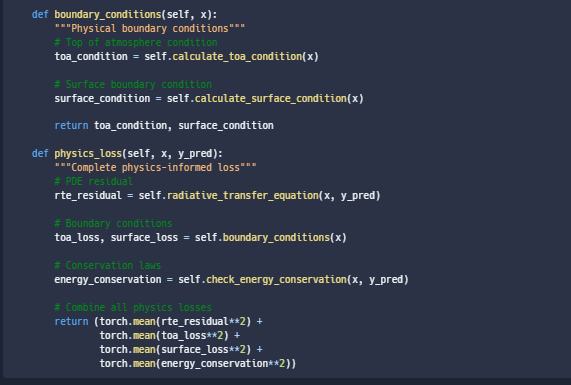 def boundary_conditions(self, x):
    """Physical boundary conditions"""
    # Top of atmosphere condition
    toa_condition = self.calculate_toa_condition(x)

    # Surface boundary condition
    surface_condition = self.calculate_surface_condition(x)

    return toa_condition, surface_condition

def physics_loss(self, x, y_pred):
    """Complete physics-informed loss"""
    # PDE residual
    rte_residual = self.radiative_transfer_equation(x, y_pred)

    # Boundary conditions
    toa_loss, surface_loss = self.boundary_conditions(x)

    # Conservation laws
    energy_conservation = self.check_energy_conservation(x, y_pred)

    # Combine all physics losses
    return (torch.mean(rte_residual**2) +
            torch.mean(toa_loss**2) +
            torch.mean(surface_loss**2) +
            torch.mean(energy_conservation**2))